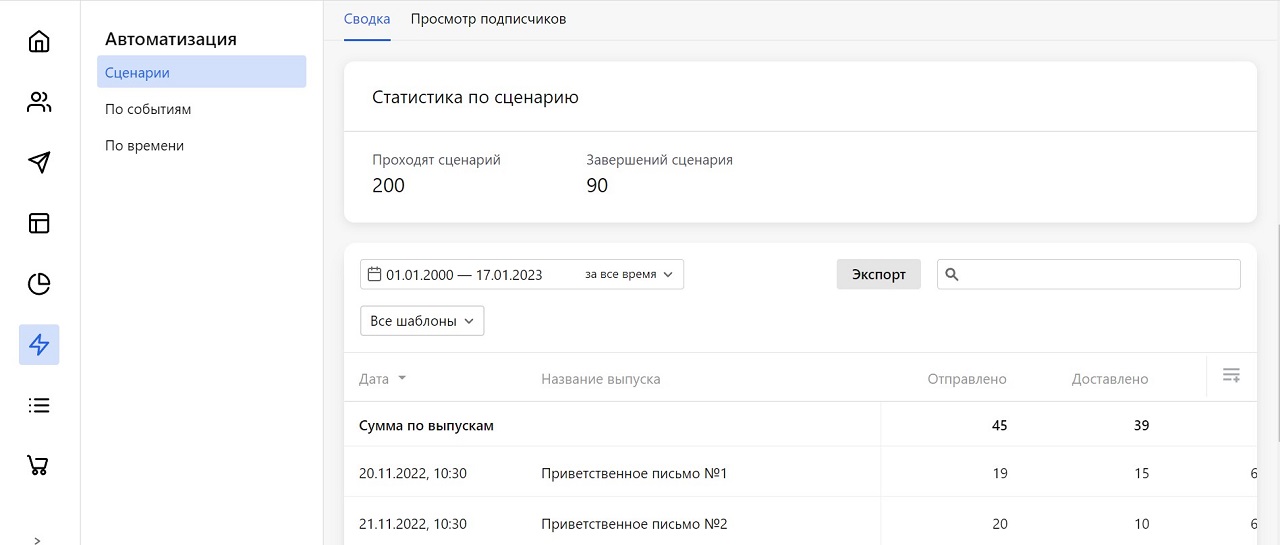 Сводка Просмотр подписчиков
Автоматизация
Сценарии
По событиям
По времени
Статистика по сценарию
Проходят сценарий Завершений сценария
200 90
01.01.2000 — 17.01.2023 за все время Экспорт
Все шаблоны
Дата Название выпуска Отправлено Доставлено
Сумма по выпускам 45 39
20.11.2022, 10:30 Приветственное письмо №1 19 15 6
21.11.2022, 10:30 Приветственное письмо №2 20 10 6